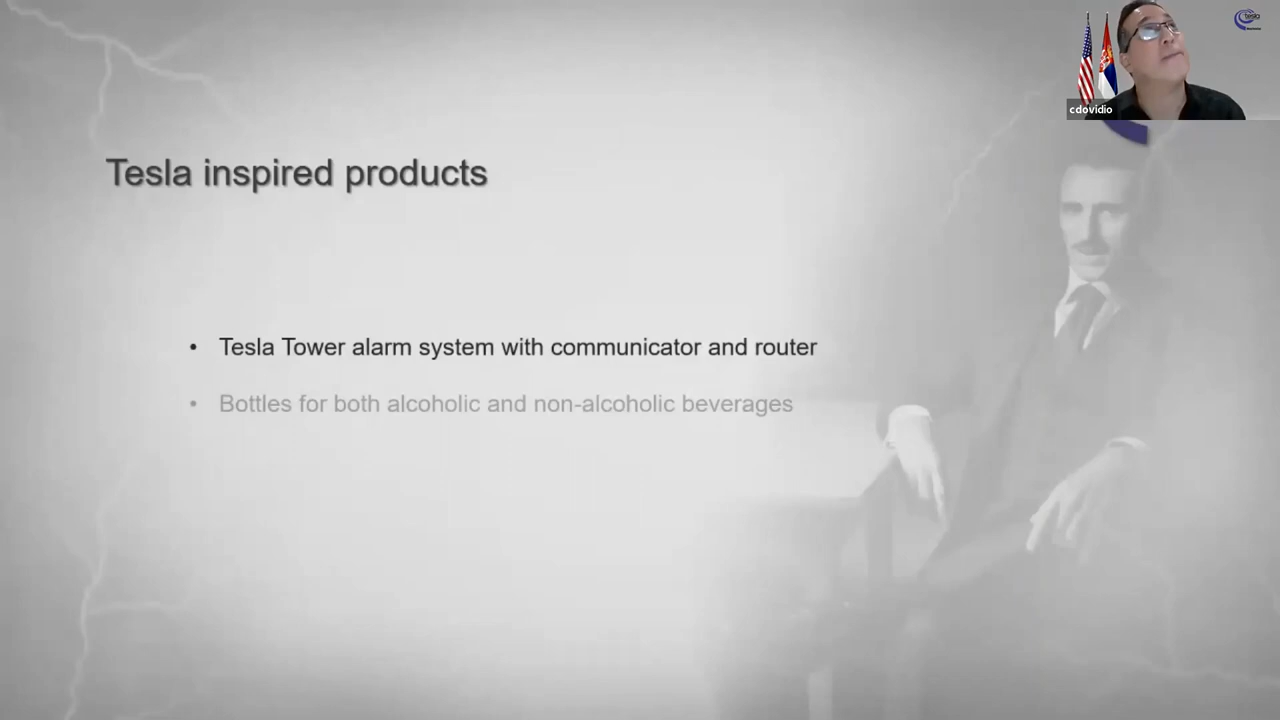 Tesla
cdovidio
Tesla inspired products
• Tesla Tower alarm system with communicator and router
• Bottles for both alcoholic and non-alcoholic beverages